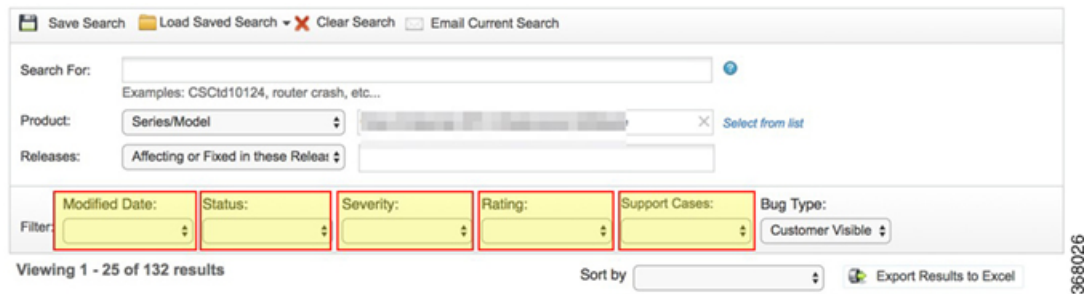 Save Search Load Saved Search Clear Search Email Current Search
Search For:
Examples: CSCtd10124, router crash, etc...
Product: Series/Model Select from list
Releases: Affecting or Fixed in these Releas
Modified Date: Status: Severity: Rating: Support Cases: Bug Type:
Filter: Customer Visible
Viewing 1 - 25 of 132 results Sort by Export Results to Excel
368026